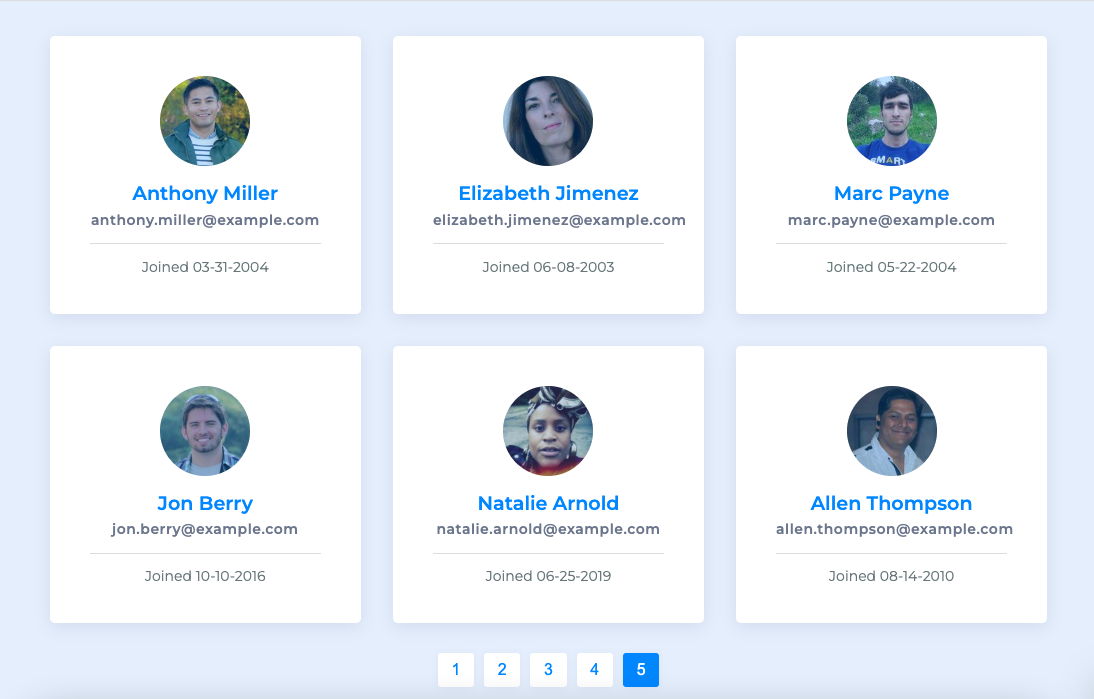 Anthony Miller
anthony.miller@example.com
Joined 03-31-2004
Elizabeth Jimenez
elizabeth.jimenez@example.com
Joined 06-08-2003
Marc Payne
marc.payne@example.com
Joined 05-22-2004
Jon Berry
jon.berry@example.com
Joined 10-10-2016
Natalie Arnold
natalie.arnold@example.com
Joined 06-25-2019
Allen Thompson
allen.thompson@example.com
Joined 08-14-2010
1 2 3 4 5